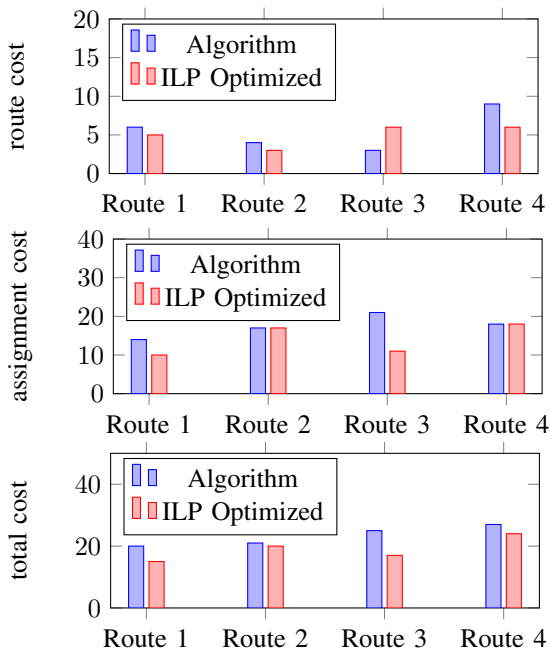 route cost
20
15
10
5
0
Algorithm
ILP Optimized
Route 1 Route 2 Route 3 Route 4
assignment cost
40
30
20
10
0
Algorithm
ILP Optimized
Route 1 Route 2 Route 3 Route 4
total cost
40
20
0
Algorithm
ILP Optimized
Route 1 Route 2 Route 3 Route 4